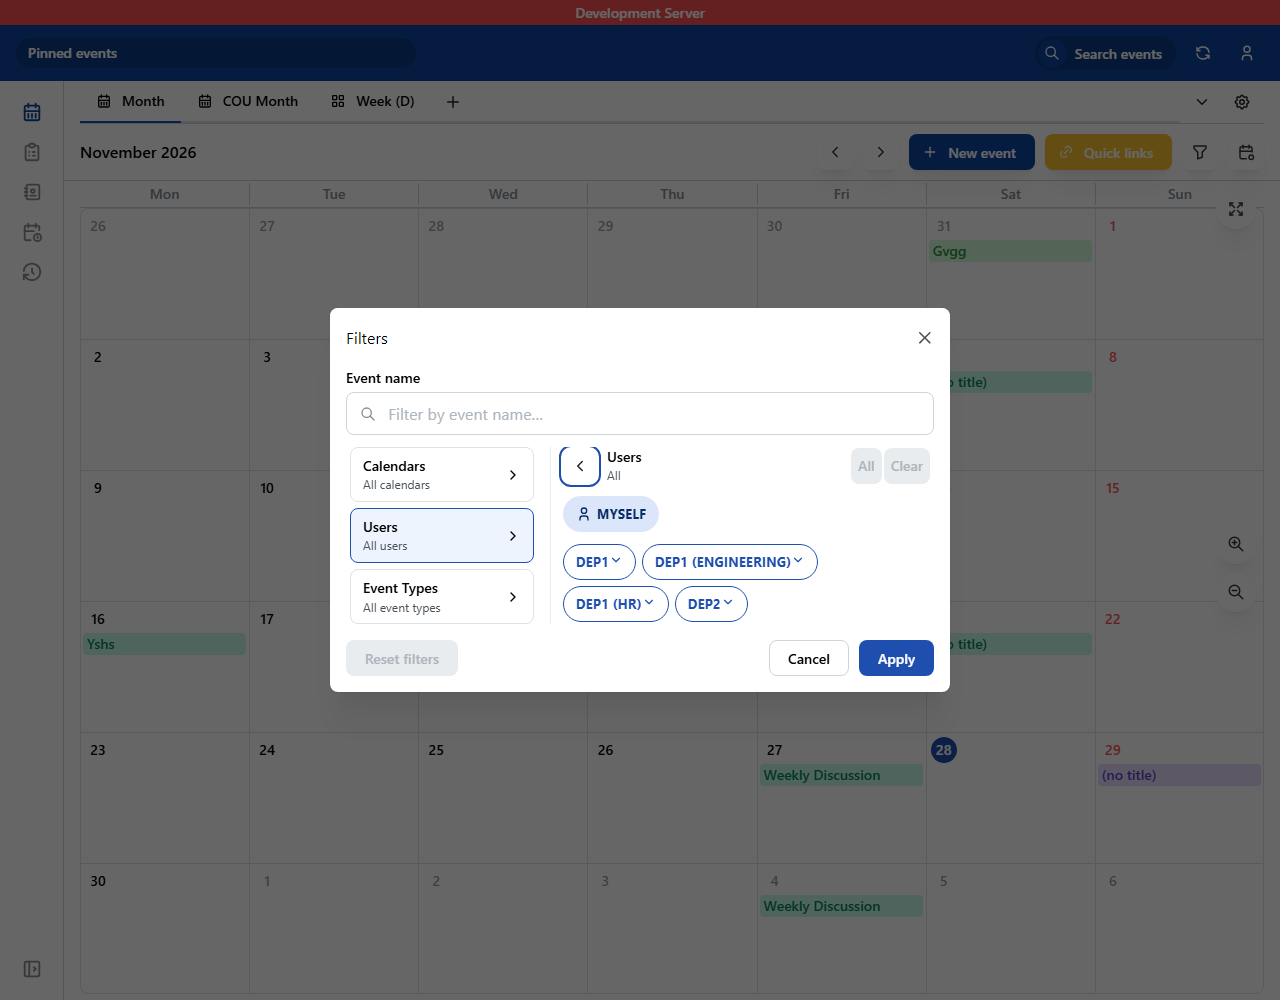 Development Server
Pinned events
Search events
Month
COU Month
Week (D)
November 2026
New event
Quick links
Mon Tue Wed Thu Fri Sat Sun
26 27 28 29 30 31 1
Gvgg
2 3 8
title)
9 10 15
16 17 22
Yshs
title)
23 24 25 26 27 28 29
Weekly Discussion
(no title)
30 1 2 3 4 5 6
Weekly Discussion
Filters
Event name
Filter by event name...
Calendars
All calendars
Users
All users
Event Types
All event types
Users
All
All
Clear
MYSELF
DEP1
DEP1 (ENGINEERING)
DEP1 (HR)
DEP2
Reset filters
Cancel
Apply